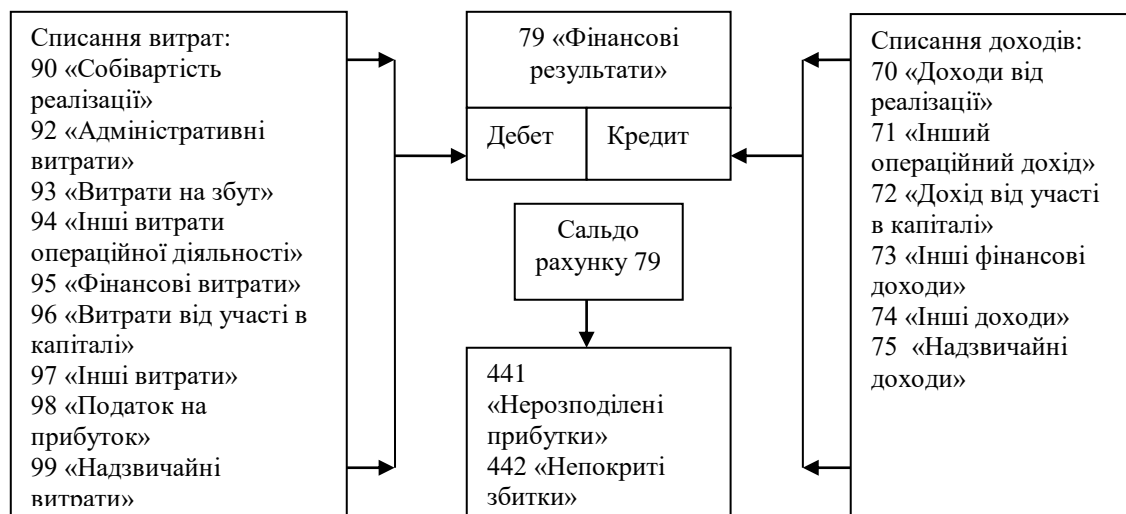 Списання витрат:
90 «Собівартість
реалізації»
92 «Адміністративні
витрати»
93 «Витрати на збут»
94 «Інші витрати
операційної діяльності»
95 «Фінансові витрати»
96 «Витрати від участі в
капіталі»
97 «Інші витрати»
98 «Податок на
прибуток»
99 «Надзвичайні
витрати»
79 «Фінансові
результати»
Дебет
Кредит
Сальдо
рахунку 79
441
«Нерозподілені
прибутки»
442 «Непокриті
збитки»
Списання доходів:
70 «Доходи від
реалізації»
71 «Інший
операційний дохід»
72 «Дохід від участі
в капіталі»
73 «Інші фінансові
доходи»
74 «Інші доходи»
75 «Надзвичайні
доходи»